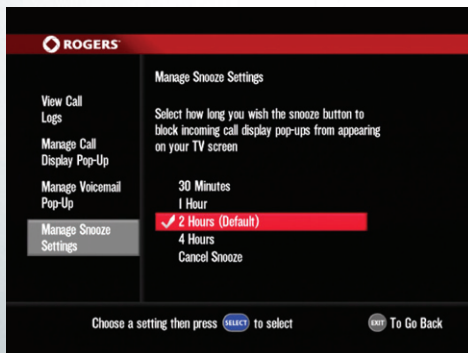 ROGERS
Manage Snooze Settings
View Call
Logs
Manage Call
Display Pop-Up
Manage Voicemail
Pop-Up
Manage Snooze
Settings
Select how long you wish the snooze button to
block incoming call display pop-ups from appearing
on your TV screen
30 Minutes
1 Hour
2 Hours (Default)
4 Hours
Cancel Snooze
Choose a setting then press SELECT to select
EXIT To Go Back